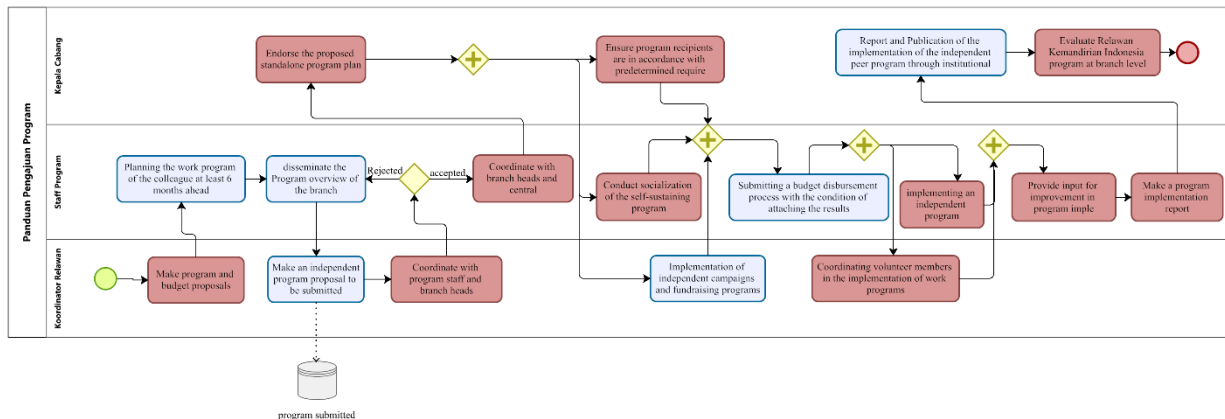 Panduan Pengajuan Program
Kepala Cabang
Endorse the proposed
standalone program plan
Ensure program recipients
are in accordance with
predetermined require
Report and Publication of the
implementation of the independent
peer program through institutional
Evaluate Relawan
Kemandirian Indonesia
program at branch level
Staff Program
Planning the work program
of the colleague at least 6
months ahead
disseminate the
Program overview of
the branch
Rejected
accepted
Coordinate with
branch heads and
central
Conduct socialization
of the self-sustaining
program
Submitting a budget disbursement
process with the condition of
attaching the results
implementing an
independent
program
Provide input for
improvement in
program imple
Make a program
implementation
report
Koordinator Relawan
Make program and
budget proposals
Make an independent
program proposal to
be submitted
Coordinate with
program staff and
branch heads
Implementation of
independent campaigns
and fundraising programs
Coordinating volunteer members
in the implementation of work
programs
program submitted